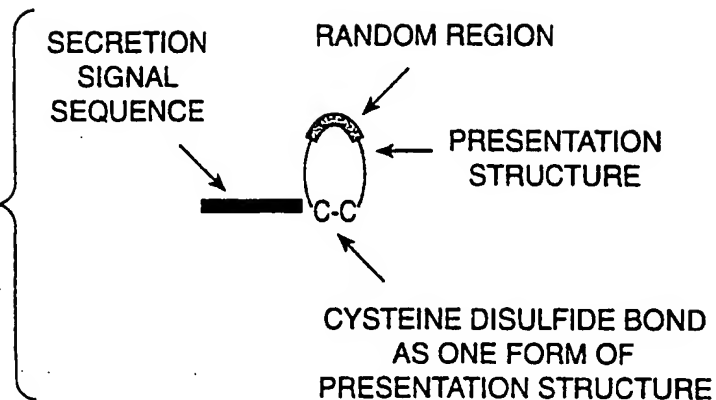 SECRETION
SIGNAL
SEQUENCE
RANDOM REGION
PRESENTATION
STRUCTURE
C-C
CYSTEINE DISULFIDE BOND
AS ONE FORM OF
PRESENTATION STRUCTURE